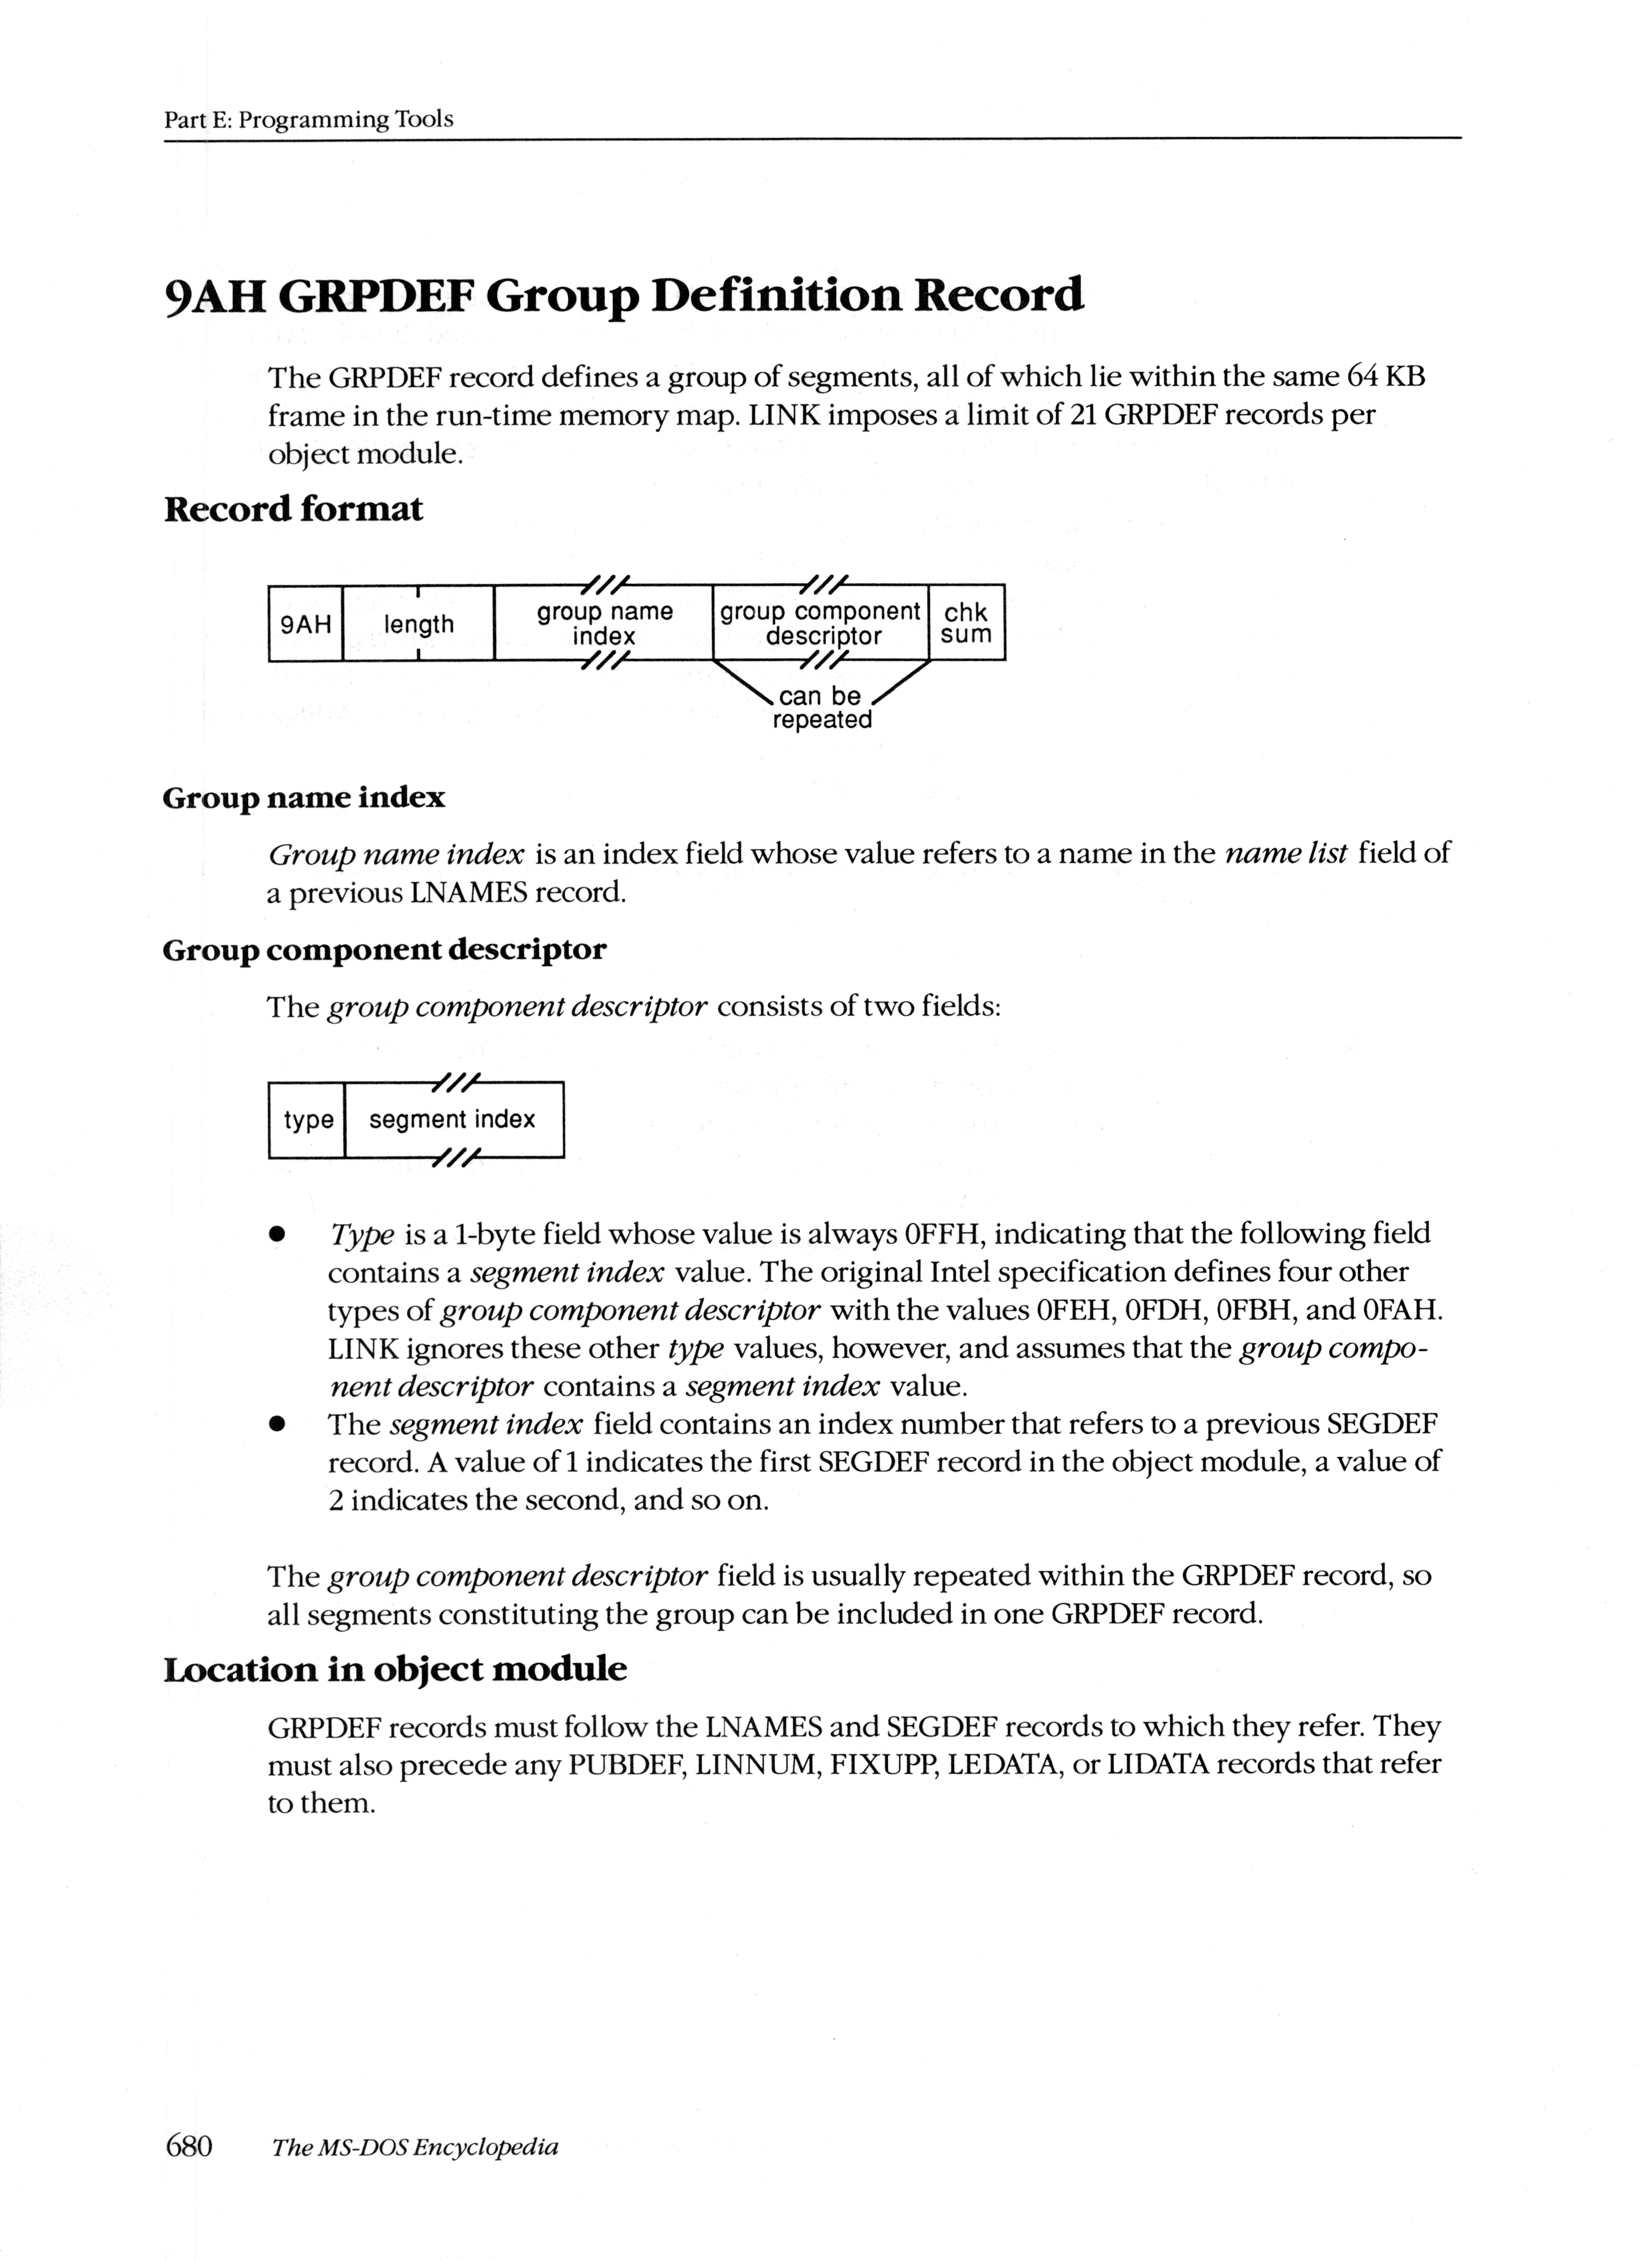 Part E: Programming Tools
9AH GRPDEF Group Definition Record
The GRPDEF record defines a group of segments, all of which lie within the same 64 KB
frame in the run-time memory map. LINK imposes a limit of 21 GRPDEF records per
object module.
Record format
9AH length group name index group component descriptor chk sum
can be
repeated
Group name index
Group name index is an index field whose value refers to a name in the name list field of
a previous LNAMES record.
Group component descriptor
The group component descriptor consists of two fields:
type segment index
● Type is a 1-byte field whose value is always 0FFH, indicating that the following field
contains a segment index value. The original Intel specification defines four other
types of group component descriptor with the values 0FEH, 0FDH, 0FBH, and 0FAH.
LINK ignores these other type values, however, and assumes that the group compo-
nent descriptor contains a segment index value.
● The segment index field contains an index number that refers to a previous SEGDEF
record. A value of 1 indicates the first SEGDEF record in the object module, a value of
2 indicates the second, and so on.
The group component descriptor field is usually repeated within the GRPDEF record, so
all segments constituting the group can be included in one GRPDEF record.
Location in object module
GRPDEF records must follow the LNAMES and SEGDEF records to which they refer. They
must also precede any PUBDEF, LINNUM, FIXUPP, LEDATA, or LIDATA records that refer
to them.
680 The MS-DOS Encyclopedia